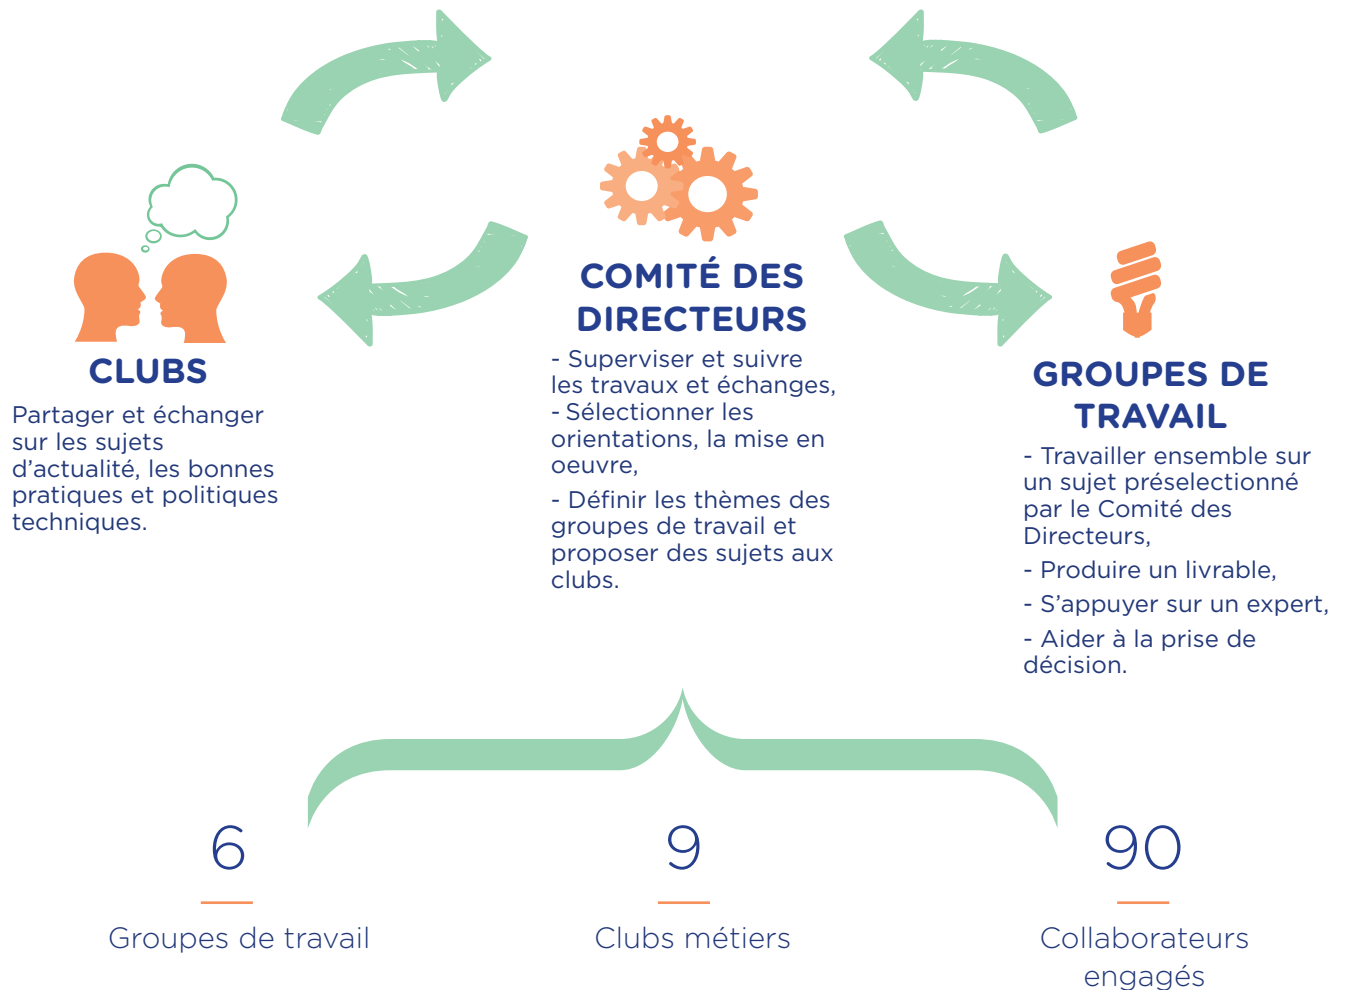 CLUBS
Partager et échanger
sur les sujets
d’actualité, les bonnes
pratiques et politiques
techniques.
COMITÉ DES
DIRECTEURS
- Superviser et suivre
les travaux et échanges,
- Sélectionner les
orientations, la mise en
oeuvre,
- Définir les thèmes des
groupes de travail et
proposer des sujets aux
clubs.
GROUPES DE
TRAVAIL
- Travailler ensemble sur
un sujet préselectionné
par le Comité des
Directeurs,
- Produire un livrable,
- S’appuyer sur un expert,
- Aider à la prise de
décision.
6
Groupes de travail
9
Clubs métiers
90
Collaborateurs
engagés